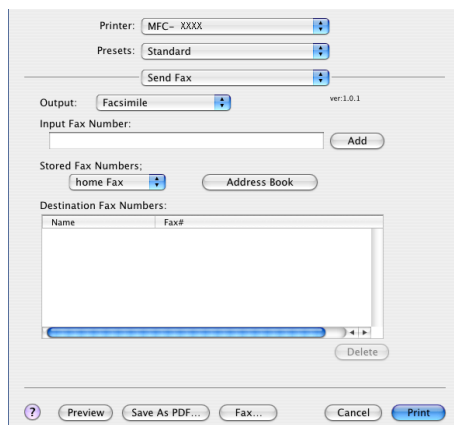 Printer: MFC- XXXX
Presets: Standard
Send Fax
Output: Facsimile ver:1.0.1
Input Fax Number:
Add
Stored Fax Numbers;
home Fax Address Book
Destination Fax Numbers:
Name Fax#
Delete
? Preview Save As PDF... Fax... Cancel Print